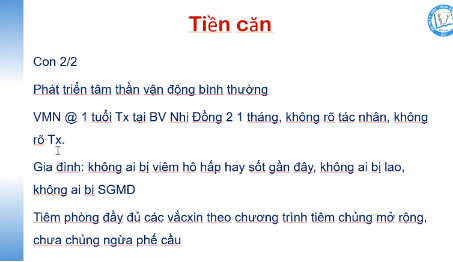 Tiền căn
Con 2/2
Phát triển tâm thần vận động bình thường
VMN @ 1 tuổi Tx tại BV Nhi Đồng 2 1 tháng, không rõ tác nhân, không
rõ Tx.
Gia đình: không ai bị viêm hô hấp hay sốt gần đây, không ai bị lao,
không ai bị SGMD
Tiêm phòng đầy đủ các vắcxin theo chương trình tiêm chủng mở rộng,
chưa chủng ngừa phế cầu